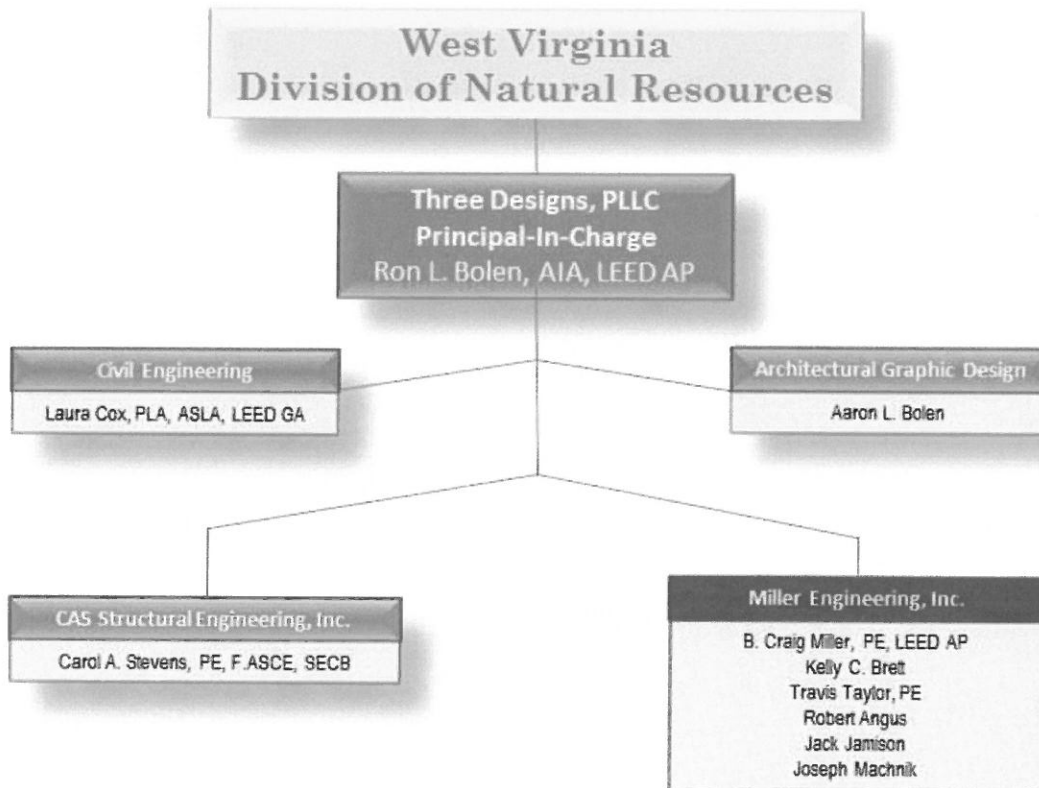 West Virginia
Division of Natural Resources
Three Designs, PLLC
Principal-In-Charge
Ron L. Bolen, AIA, LEED AP
Civil Engineering
Laura Cox, PLA, ASLA, LEED GA
Architectural Graphic Design
Aaron L. Bolen
CAS Structural Engineering, Inc.
Carol A. Stevens, PE, F.ASCE, SECB
Miller Engineering, Inc.
B. Craig Miller, PE, LEED AP
Kelly C. Brett
Travis Taylor, PE
Robert Angus
Jack Jamison
Joseph Machnik